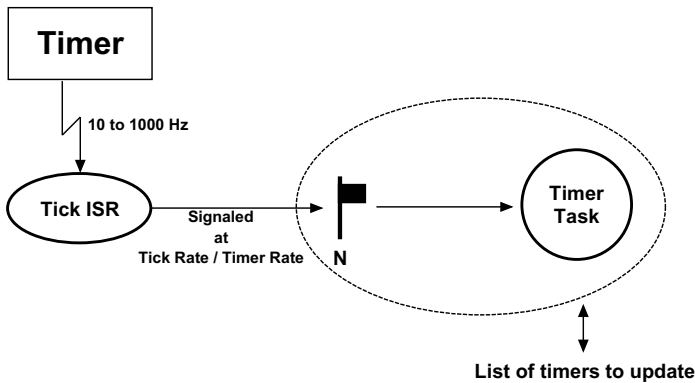 Timer
10 to 1000 Hz
Tick ISR
Signaled
at
Tick Rate / Timer Rate
N
Timer
Task
List of timers to update